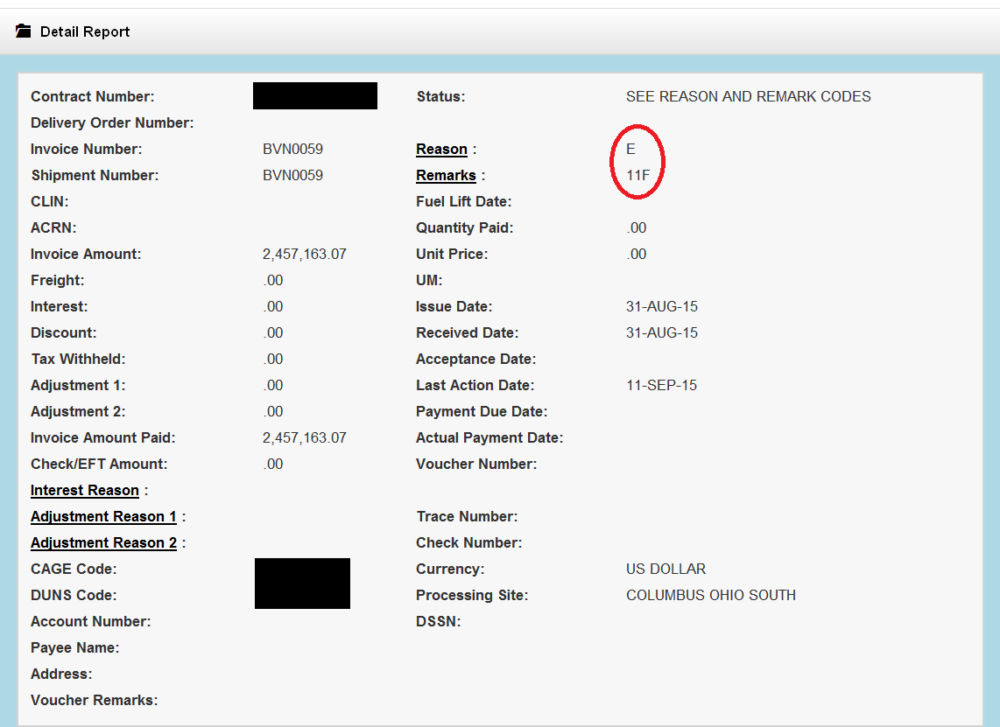 Detail Report
Contract Number: Status: SEE REASON AND REMARK CODES
Delivery Order Number:
Invoice Number: BVN0059 Reason : E
Shipment Number: BVN0059 Remarks : 11F
CLIN: Fuel Lift Date:
ACRN: Quantity Paid: .00
Invoice Amount: 2,457,163.07 Unit Price: .00
Freight: .00 UM:
Interest: .00 Issue Date: 31-AUG-15
Discount: .00 Received Date: 31-AUG-15
Tax Withheld: .00 Acceptance Date:
Adjustment 1: .00 Last Action Date: 11-SEP-15
Adjustment 2: .00 Payment Due Date:
Invoice Amount Paid: 2,457,163.07 Actual Payment Date:
Check/EFT Amount: .00 Voucher Number:
Interest Reason :
Adjustment Reason 1 : Trace Number:
Adjustment Reason 2 : Check Number:
CAGE Code: Currency: US DOLLAR
DUNS Code: Processing Site: COLUMBUS OHIO SOUTH
Account Number: DSSN:
Payee Name:
Address:
Voucher Remarks: